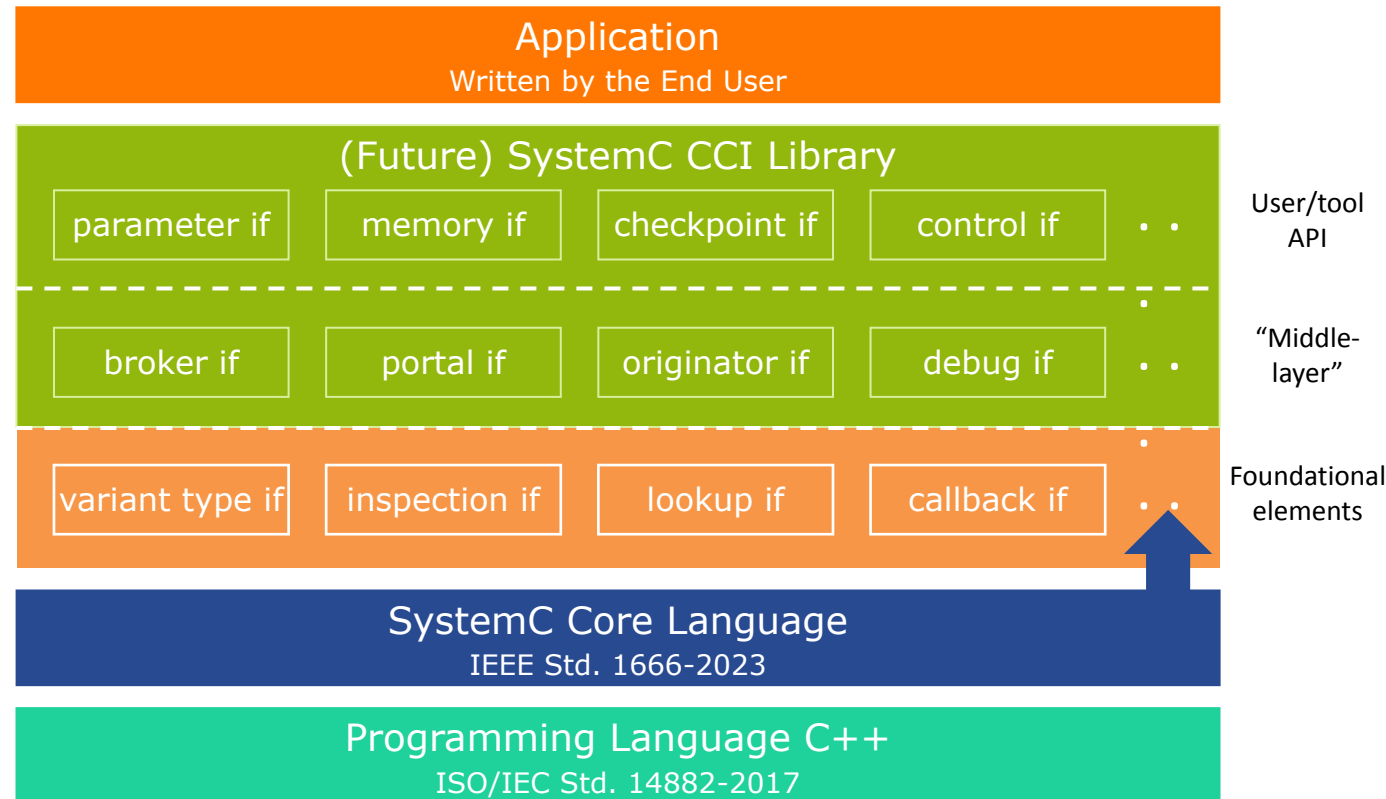 Application
Written by the End User
(Future) SystemC CCI Library
parameter if
memory if
checkpoint if
control if
. . .
User/tool
API
broker if
portal if
originator if
debug if
. . .
“Middle-
layer”
variant type if
inspection if
lookup if
callback if
. .
Foundational
elements
SystemC Core Language
IEEE Std. 1666-2023
Programming Language C++
ISO/IEC Std. 14882-2017